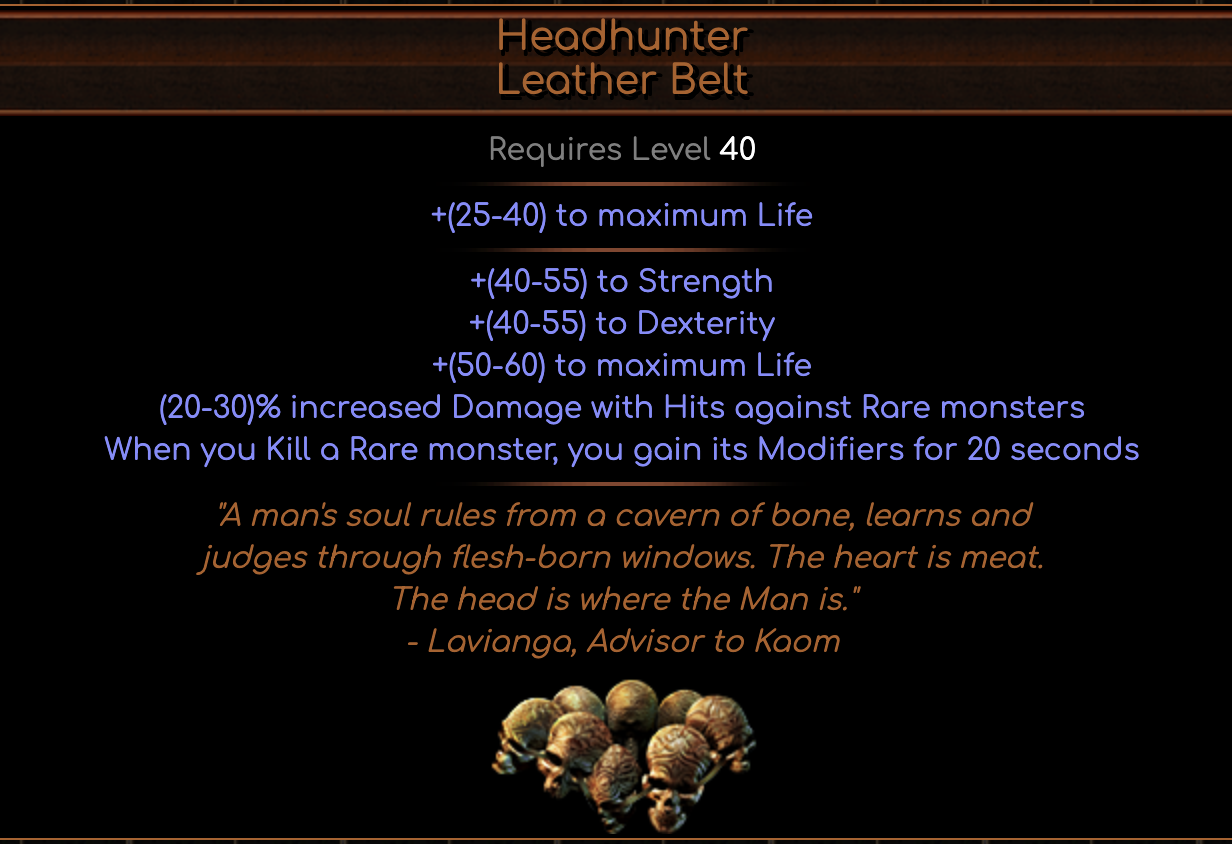 Headhunter
Leather Belt
Requires Level 40
+(25-40) to maximum Life
+(40-55) to Strength
+(40-55) to Dexterity
+(50-60) to maximum Life
(20-30)% increased Damage with Hits against Rare monsters
When you Kill a Rare monster, you gain its Modifiers for 20 seconds
"A man's soul rules from a cavern of bone, learns and
judges through flesh-born windows. The heart is meat.
The head is where the Man is."
- Lavianga, Advisor to Kaom